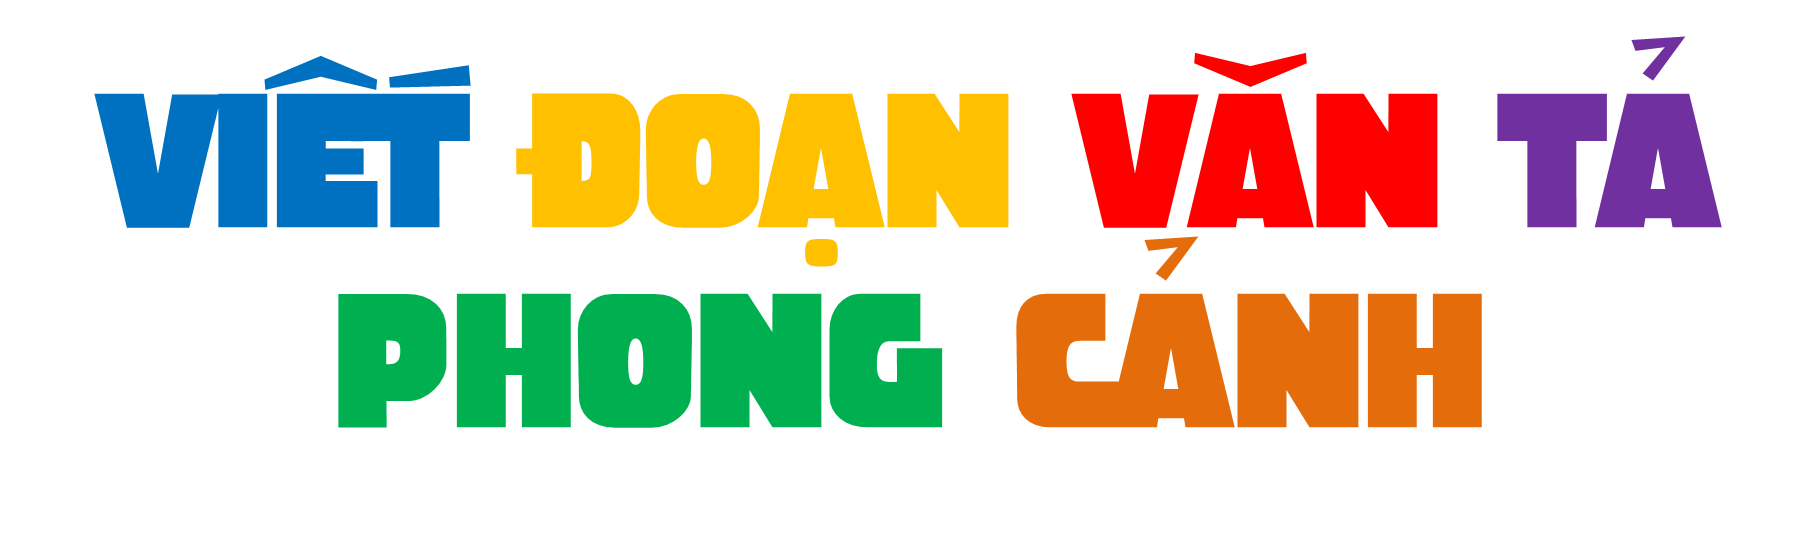 VIẾT ĐOẠN VĂN TẢ
PHONG CẢNH